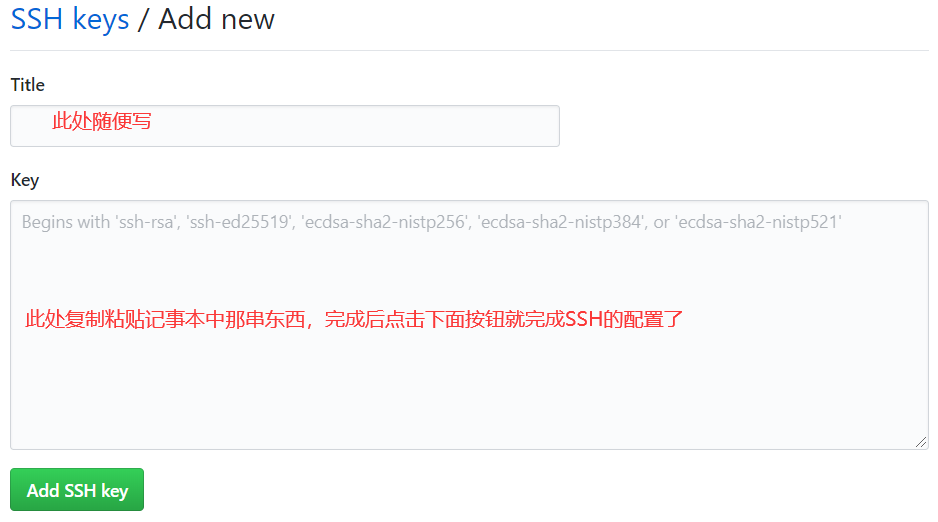 SSH keys / Add new
Title
此处随便写
Key
Begins with 'ssh-rsa', 'ssh-ed25519', 'ecdsa-sha2-nistp256', 'ecdsa-sha2-nistp384', or 'ecdsa-sha2-nistp521'
此处复制粘贴记事本中那串东西，完成后点击下面按钮就完成SSH的配置了
Add SSH key